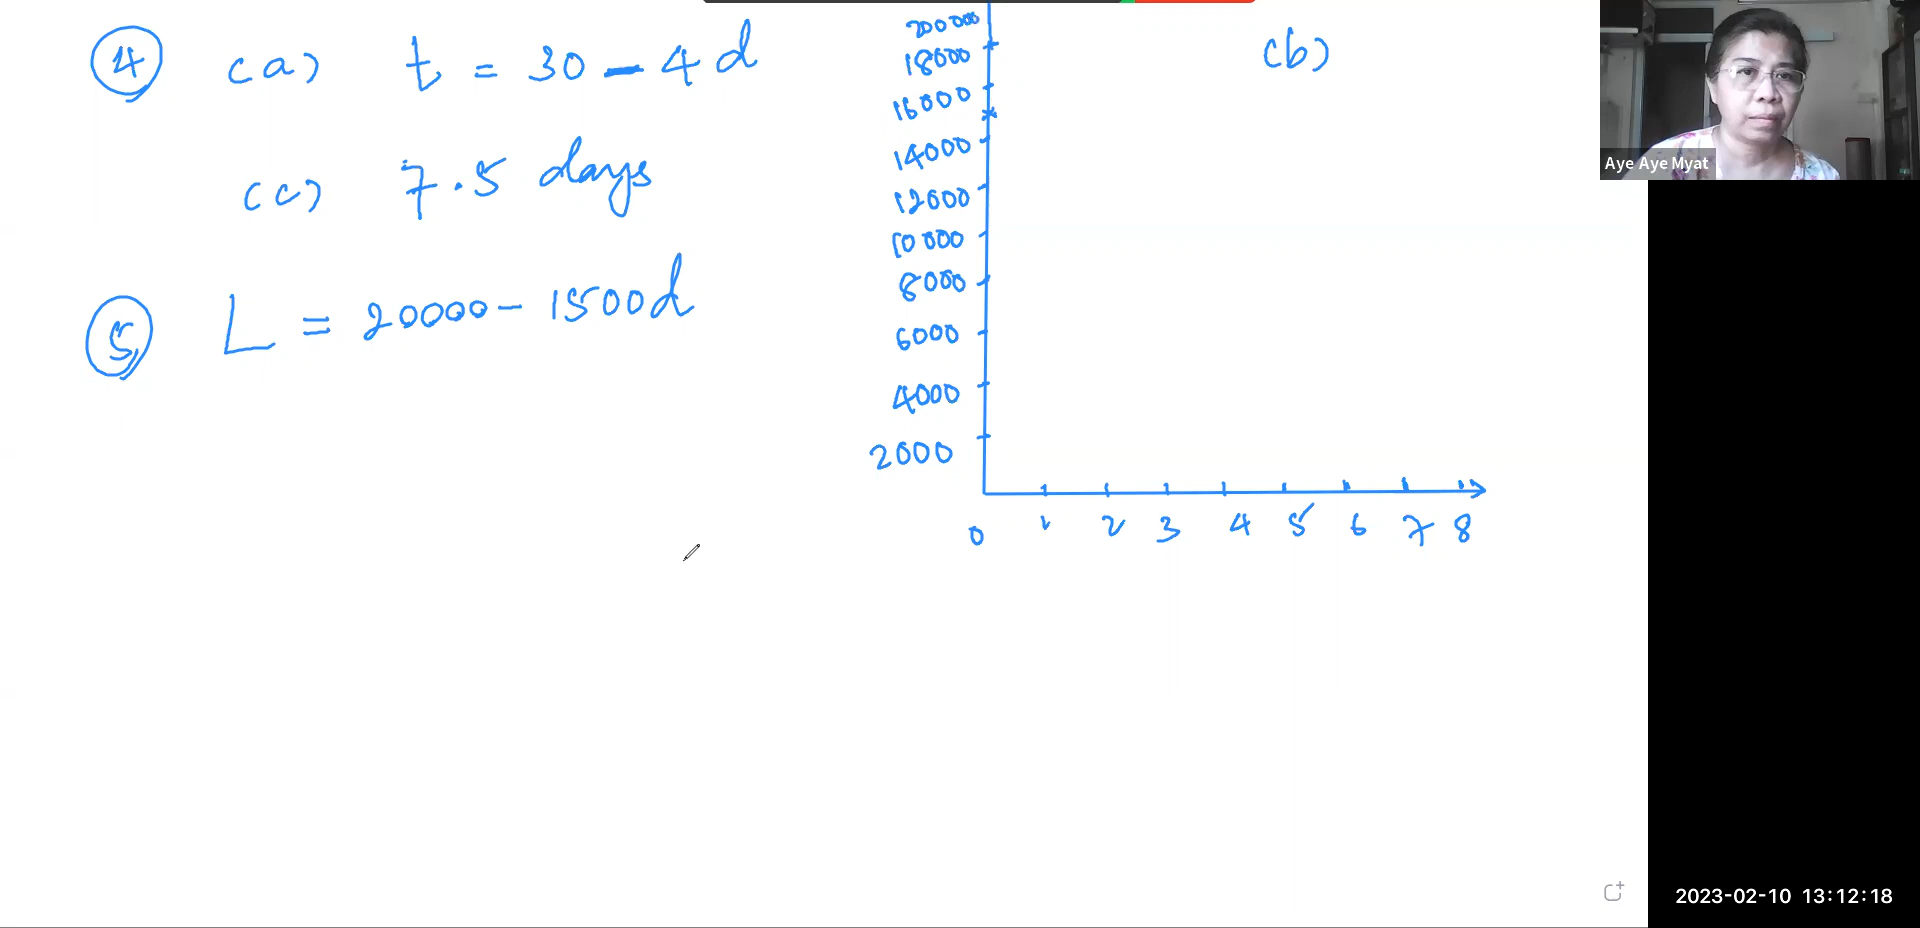 4 (a) t = 30 - 4d
(c) 7.5 days
5 L = 20000 - 1500d
(b)
200000
18000
16000
14000
12000
10000
8000
6000
4000
2000
0 1 2 3 4 5 6 7 8
Aye Aye Myat
2023-02-10 13:12:18